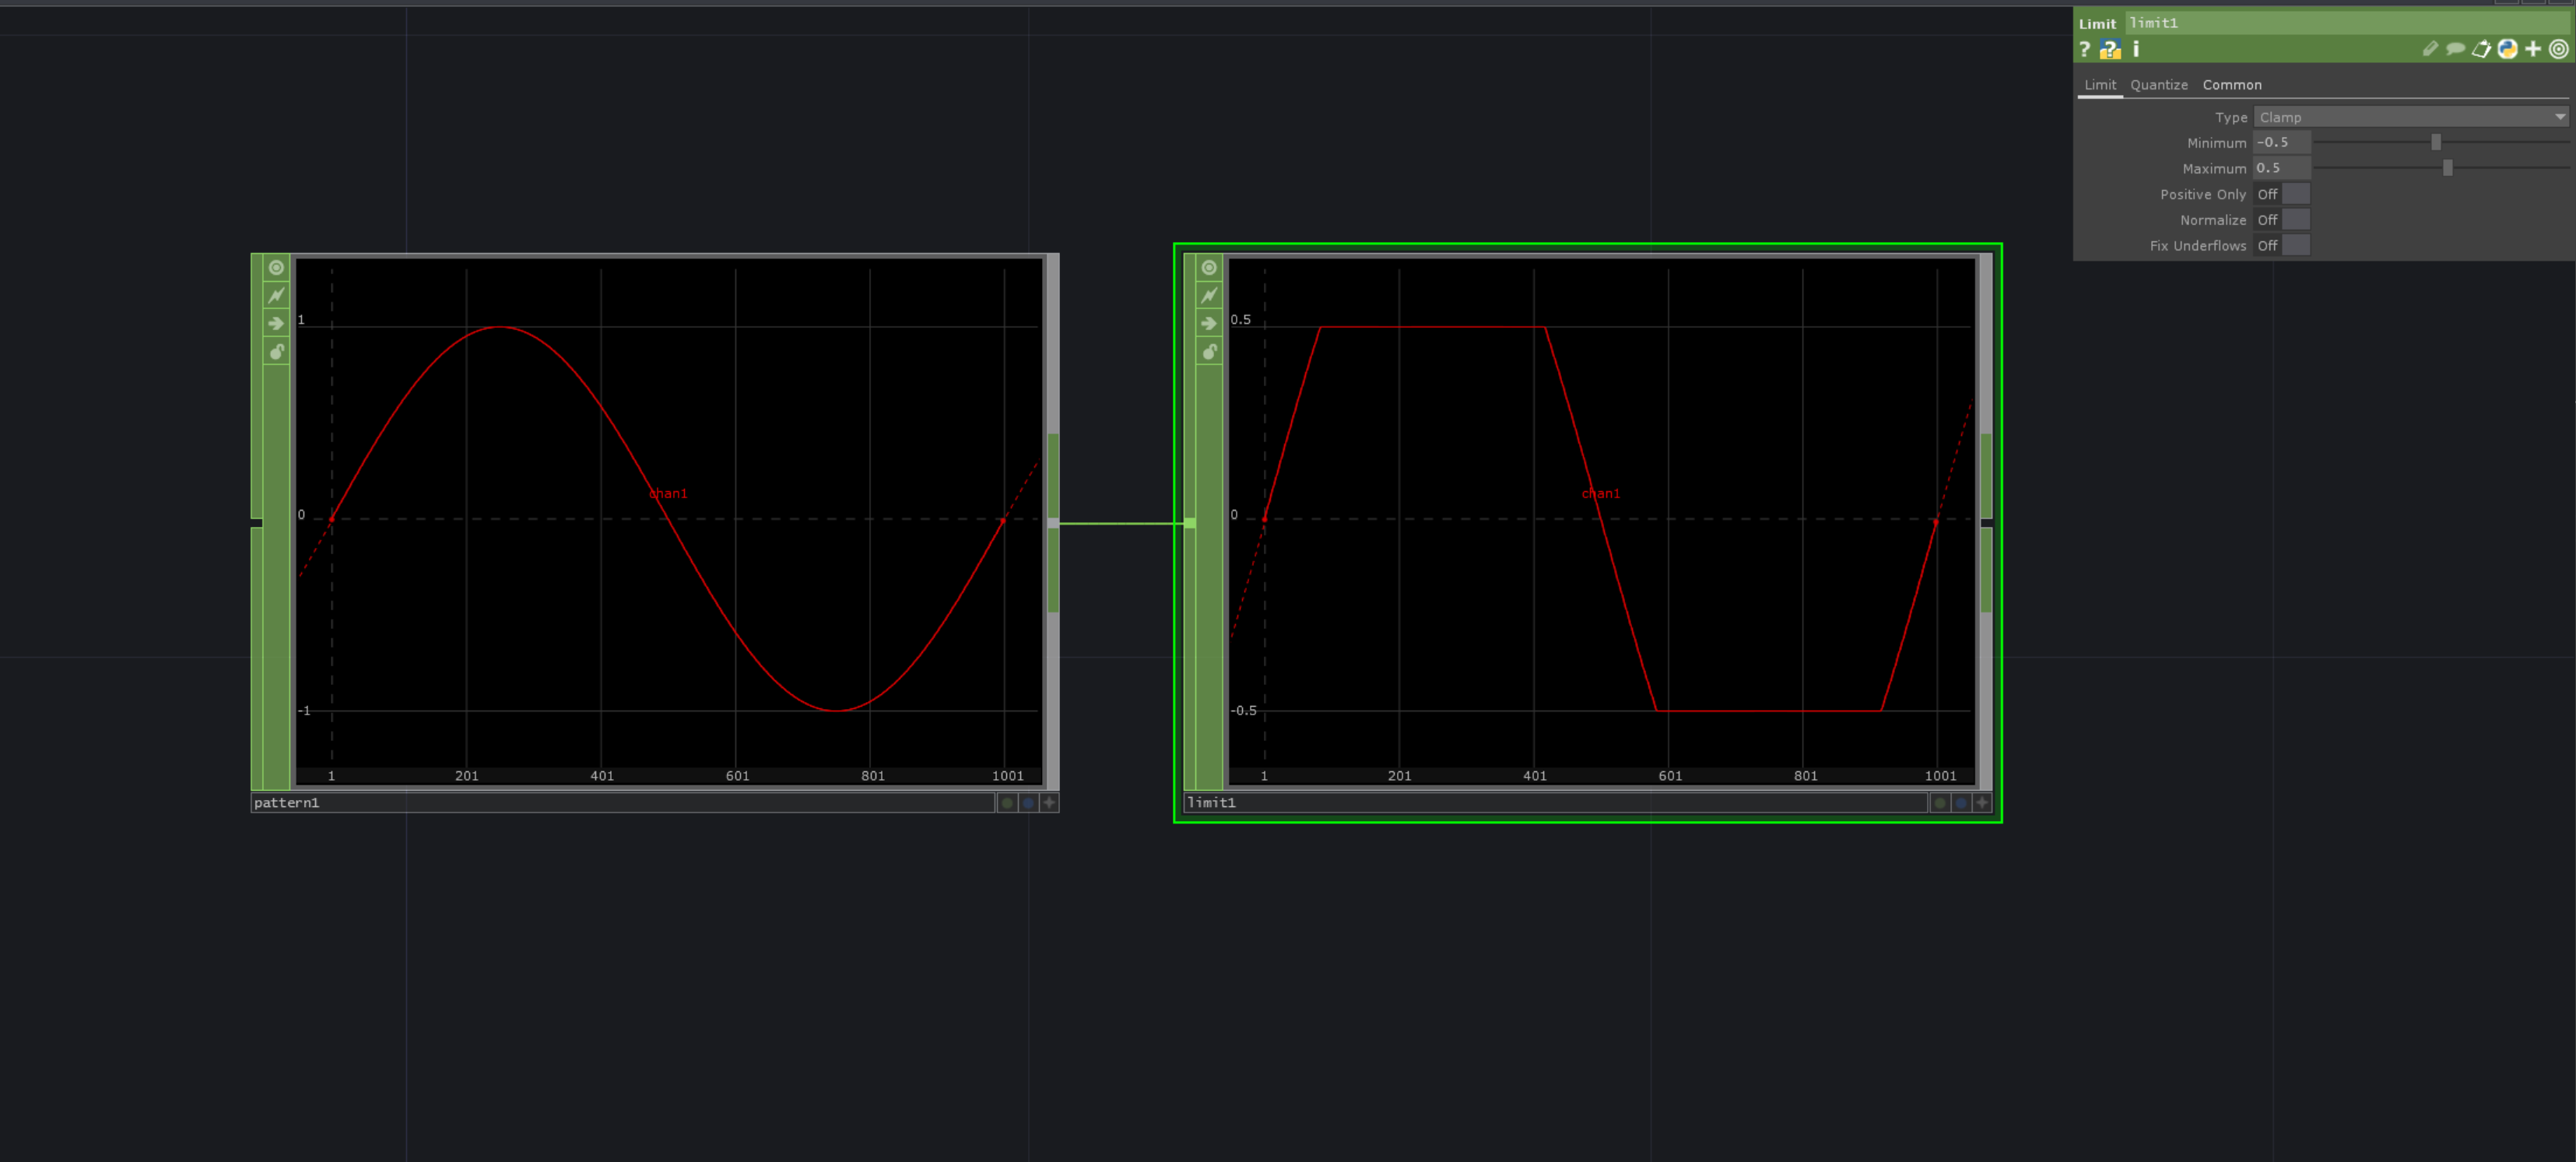 Limit limit1
? ? i
Limit Quantize Common
Type Clamp
Minimum -0.5
Maximum 0.5
Positive Only Off
Normalize Off
Fix Underflows Off
1
0
-1
chan1
1 201 401 601 801 1001
pattern1
0.5
0
-0.5
chan1
1 201 401 601 801 1001
limit1